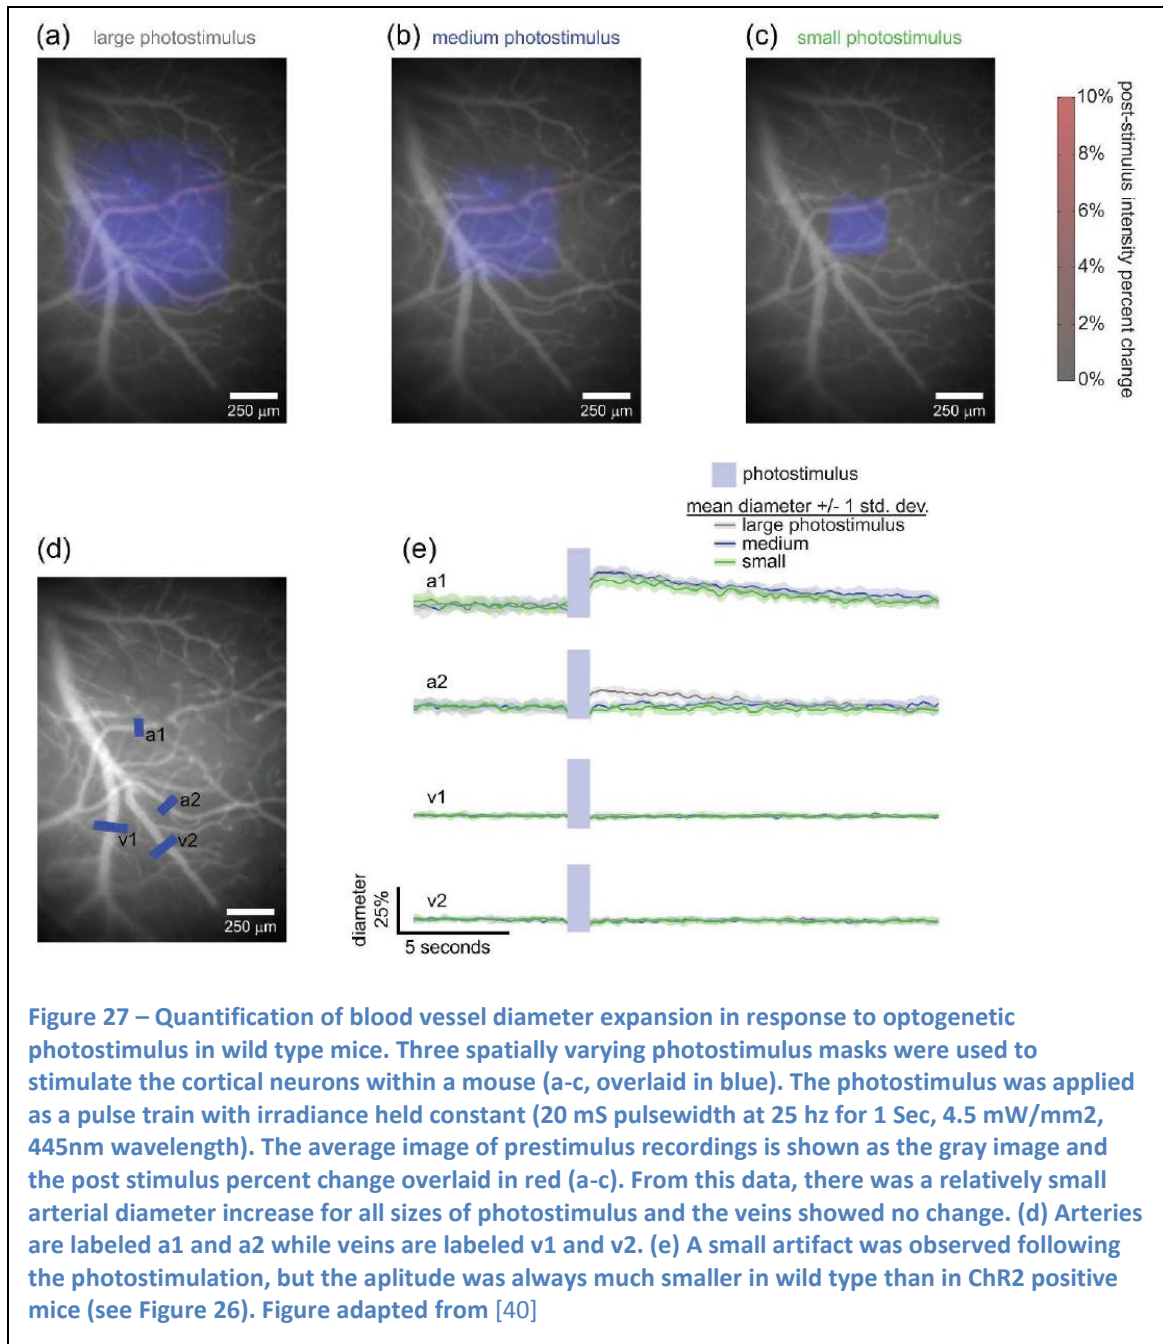 (a) large photostimulus
(b) medium photostimulus
(c) small photostimulus
250 µm
250 µm
250 µm
10%
8%
6%
4%
2%
0%
post-stimulus intensity percent change
photostimulus
mean diameter +/- 1 std. dev.
large photostimulus
medium
small
(d)
a1
a2
v1
v2
250 µm
(e)
a1
a2
v1
v2
diameter
25%
5 seconds
Figure 27 – Quantification of blood vessel diameter expansion in response to optogenetic
photostimulus in wild type mice. Three spatially varying photostimulus masks were used to
stimulate the cortical neurons within a mouse (a-c, overlaid in blue). The photostimulus was applied
as a pulse train with irradiance held constant (20 mS pulsewidth at 25 hz for 1 Sec, 4.5 mW/mm2,
445nm wavelength). The average image of prestimulus recordings is shown as the gray image and
the post stimulus percent change overlaid in red (a-c). From this data, there was a relatively small
arterial diameter increase for all sizes of photostimulus and the veins showed no change. (d) Arteries
are labeled a1 and a2 while veins are labeled v1 and v2. (e) A small artifact was observed following
the photostimulation, but the aplitude was always much smaller in wild type than in ChR2 positive
mice (see Figure 26). Figure adapted from [40]